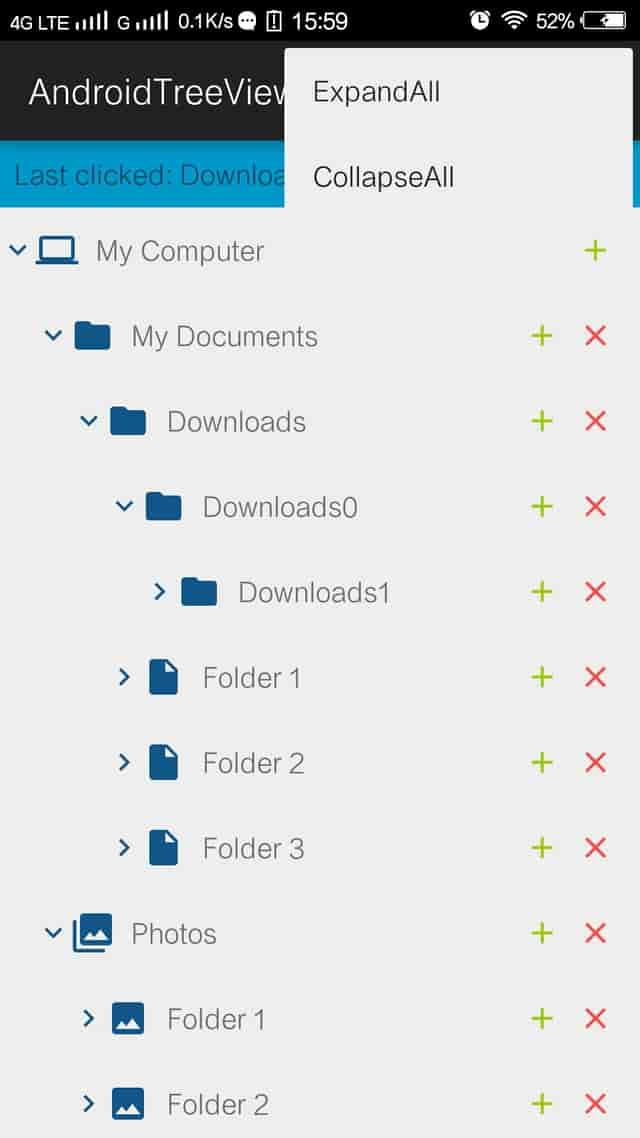 4G LTE G 0.1K/s 15:59 52%
AndroidTreeView
ExpandAll
Last clicked: Downloa
CollapseAll
My Computer
My Documents
Downloads
Downloads0
Downloads1
Folder 1
Folder 2
Folder 3
Photos
Folder 1
Folder 2